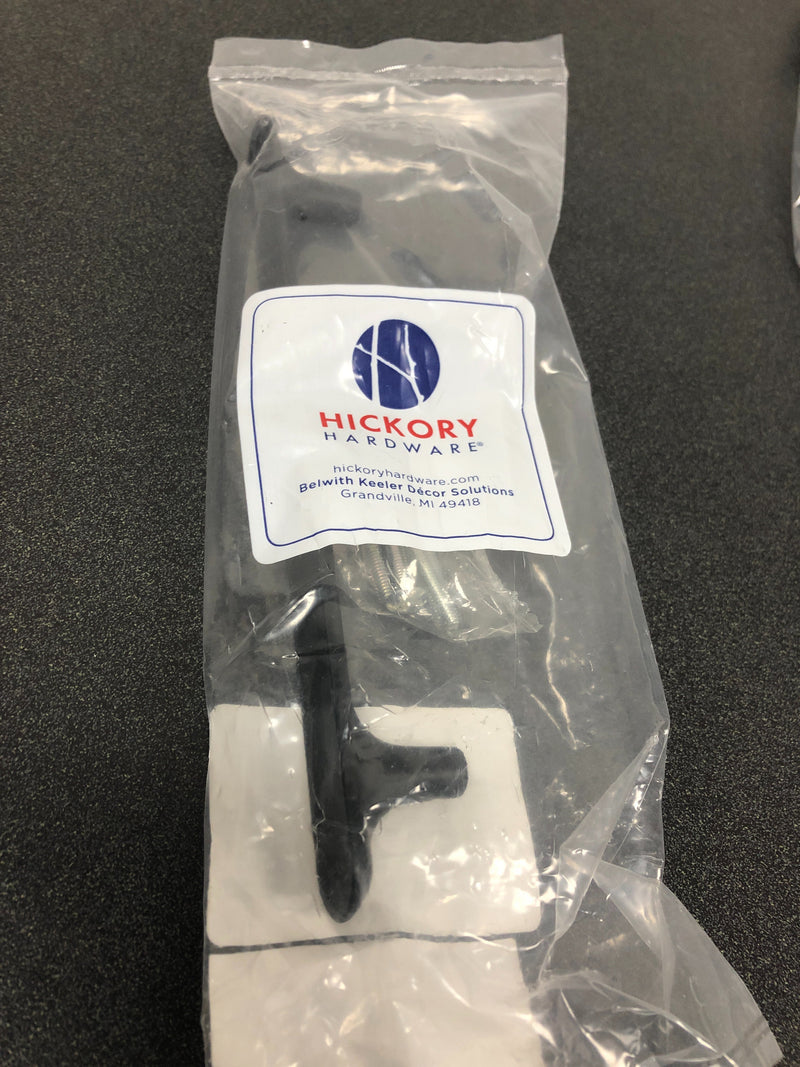 HICKORY
HARDWARE®
hickoryhardware.com
Belwith Keeler Décor Solutions
Grandville, MI 49418